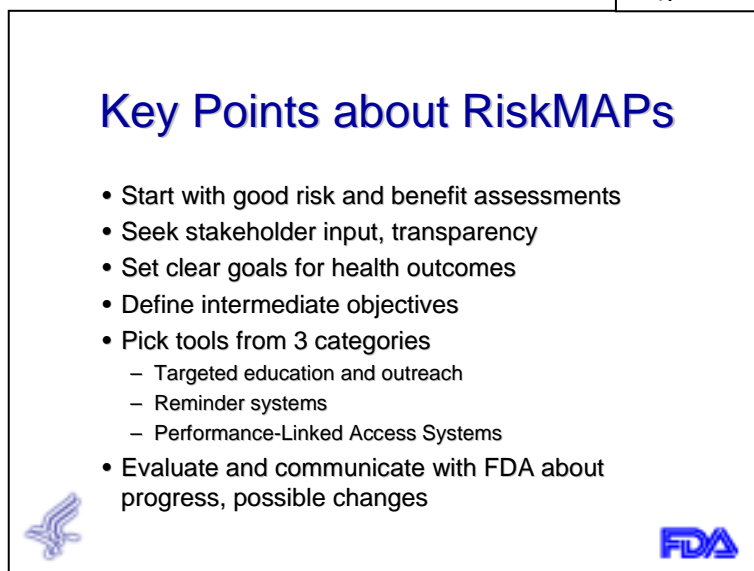 Key Points about RiskMAPs
• Start with good risk and benefit assessments
• Seek stakeholder input, transparency
• Set clear goals for health outcomes
• Define intermediate objectives
• Pick tools from 3 categories
– Targeted education and outreach
– Reminder systems
– Performance-Linked Access Systems
• Evaluate and communicate with FDA about
progress, possible changes
FDA